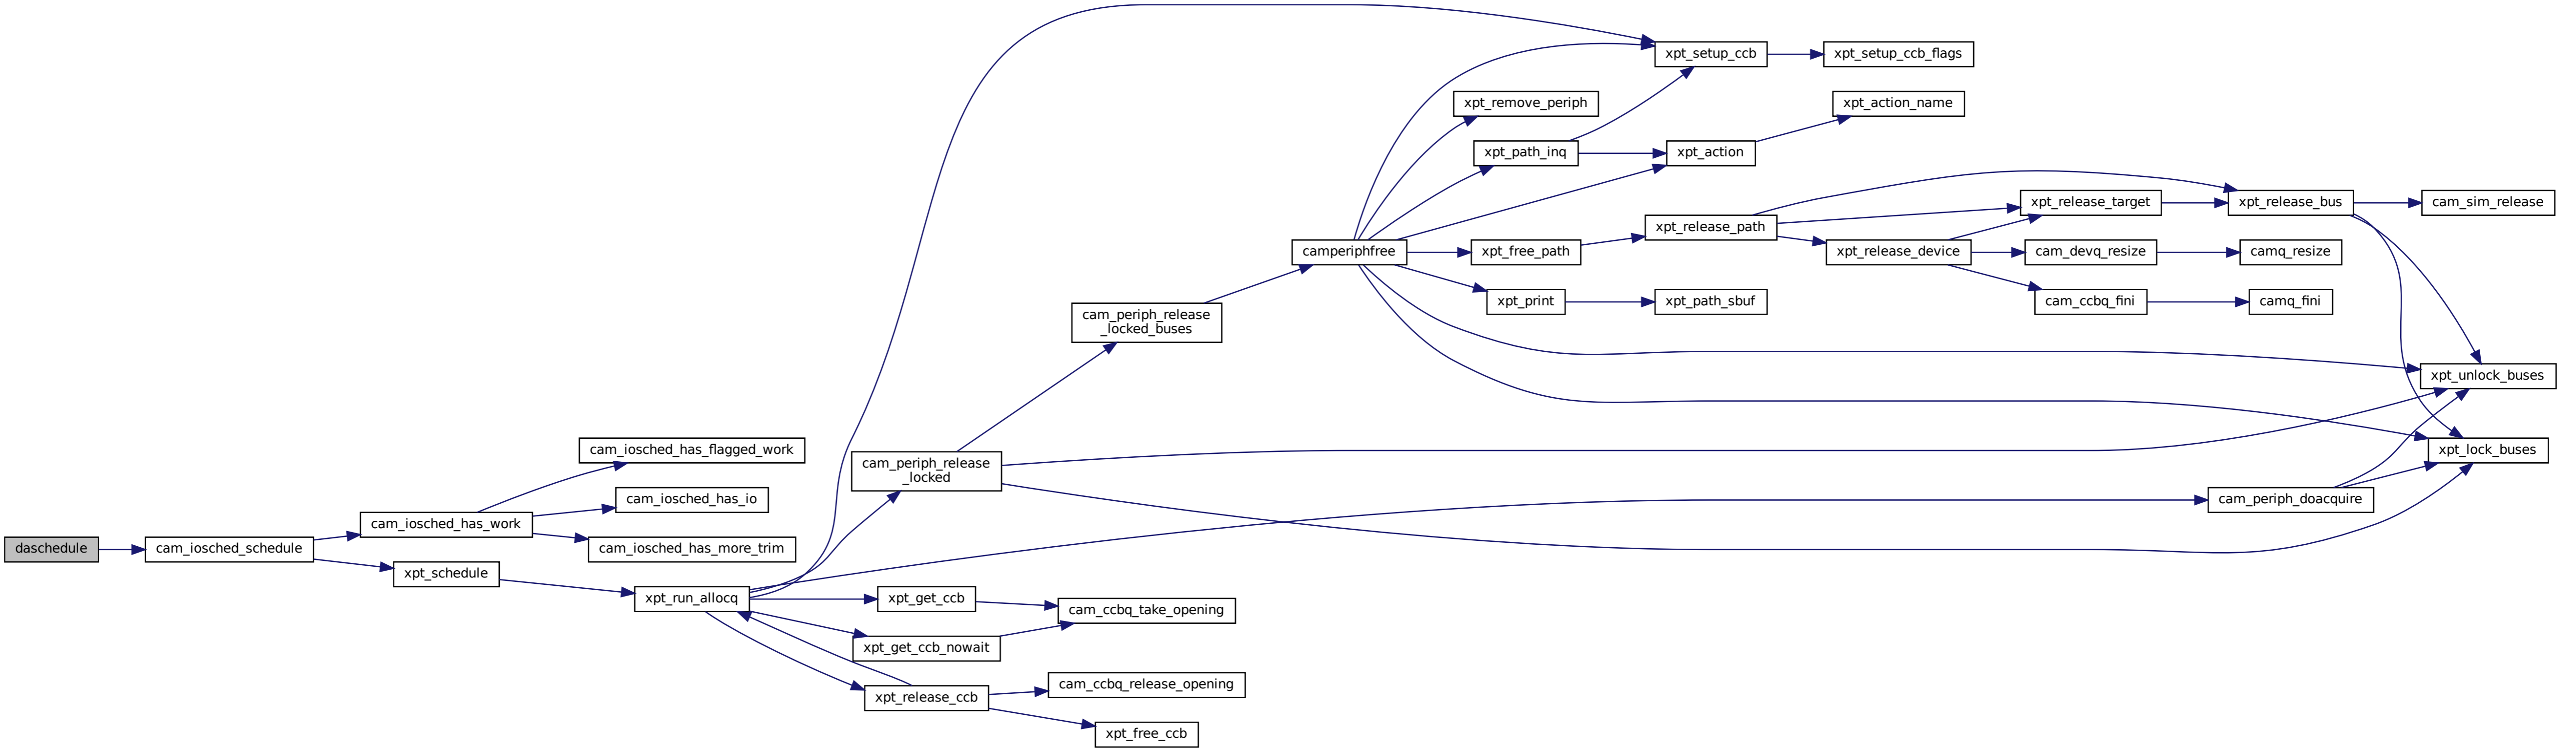 daschedule
cam_iosched_schedule
cam_iosched_has_work
cam_iosched_has_flagged_work
cam_iosched_has_io
cam_iosched_has_more_trim
xpt_schedule
xpt_run_allocq
cam_periph_release
_locked
cam_periph_release
_locked_buses
camperiphfree
xpt_setup_ccb
xpt_setup_ccb_flags
xpt_remove_periph
xpt_path_inq
xpt_action
xpt_action_name
xpt_free_path
xpt_release_path
xpt_release_target
xpt_release_bus
cam_sim_release
xpt_release_device
cam_devq_resize
camq_resize
cam_ccbq_fini
camq_fini
xpt_print
xpt_path_sbuf
xpt_unlock_buses
xpt_lock_buses
cam_periph_doacquire
xpt_get_ccb
cam_ccbq_take_opening
xpt_get_ccb_nowait
xpt_release_ccb
cam_ccbq_release_opening
xpt_free_ccb